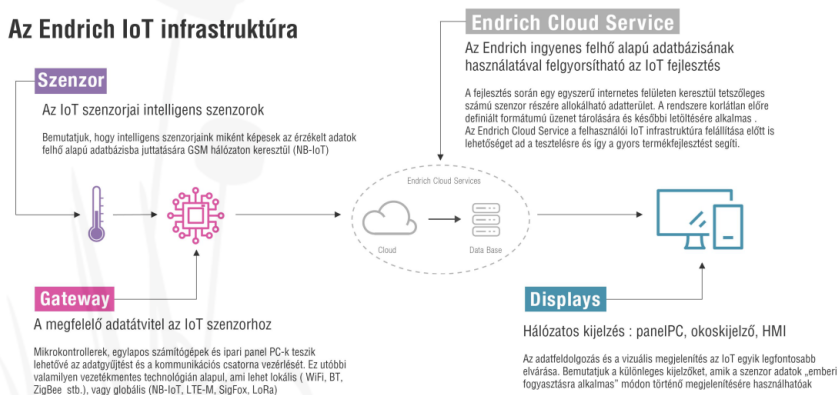 Az Endrich IoT infrastruktúra
Szenzor
Az IoT szenzorjai intelligens szenzorok
Bemutatjuk, hogy intelligens szenzorjaink miként képesek az érzékelt adatok
felhő alapú adatbázisba juttatására GSM hálózaton keresztül (NB-IoT)
Endrich Cloud Service
Az Endrich ingyenes felhő alapú adatbázisának
használatával felgyorsítható az IoT fejlesztés
A fejlesztés során egy egyszerű internetes felületen keresztül tetszőleges
számú szenzor részére allokálható adatterület. A rendszere korlátlan előre
definiált formátumú üzenet tárolására és későbbi letöltésére alkalmas .
Az Endrich Cloud Service a felhasználói IoT infrastruktúra felállítása előtt is
lehetőséget ad a tesztelésre és így a gyors termékfejlesztést segíti.
Endrich Cloud Services
Cloud
Data Base
Gateway
A megfelelő adatátvitel az IoT szenzorhoz
Mikrokontrollerek, egylapos számítógépek és ipari panel PC-k teszik
lehetővé az adatgyűjtést és a kommunikációs csatorna vezérlését. Ez utóbbi
valamilyen vezetékmentes technológián alapul, ami lehet lokális ( WiFi, BT,
ZigBee stb.), vagy globális (NB-IoT, LTE-M, SigFox, LoRa)
Displays
Hálózatos kijelzés : panelPC, okoskijelző, HMI
Az adatfeldolgozás és a vizuális megjelenítés az IoT egyik legfontosabb
elvárása. Bemutatjuk a különleges kijelzőket, amik a szenzor adatok „emberi
fogyasztásra alkalmas” módon történő megjelenítésére használhatóak